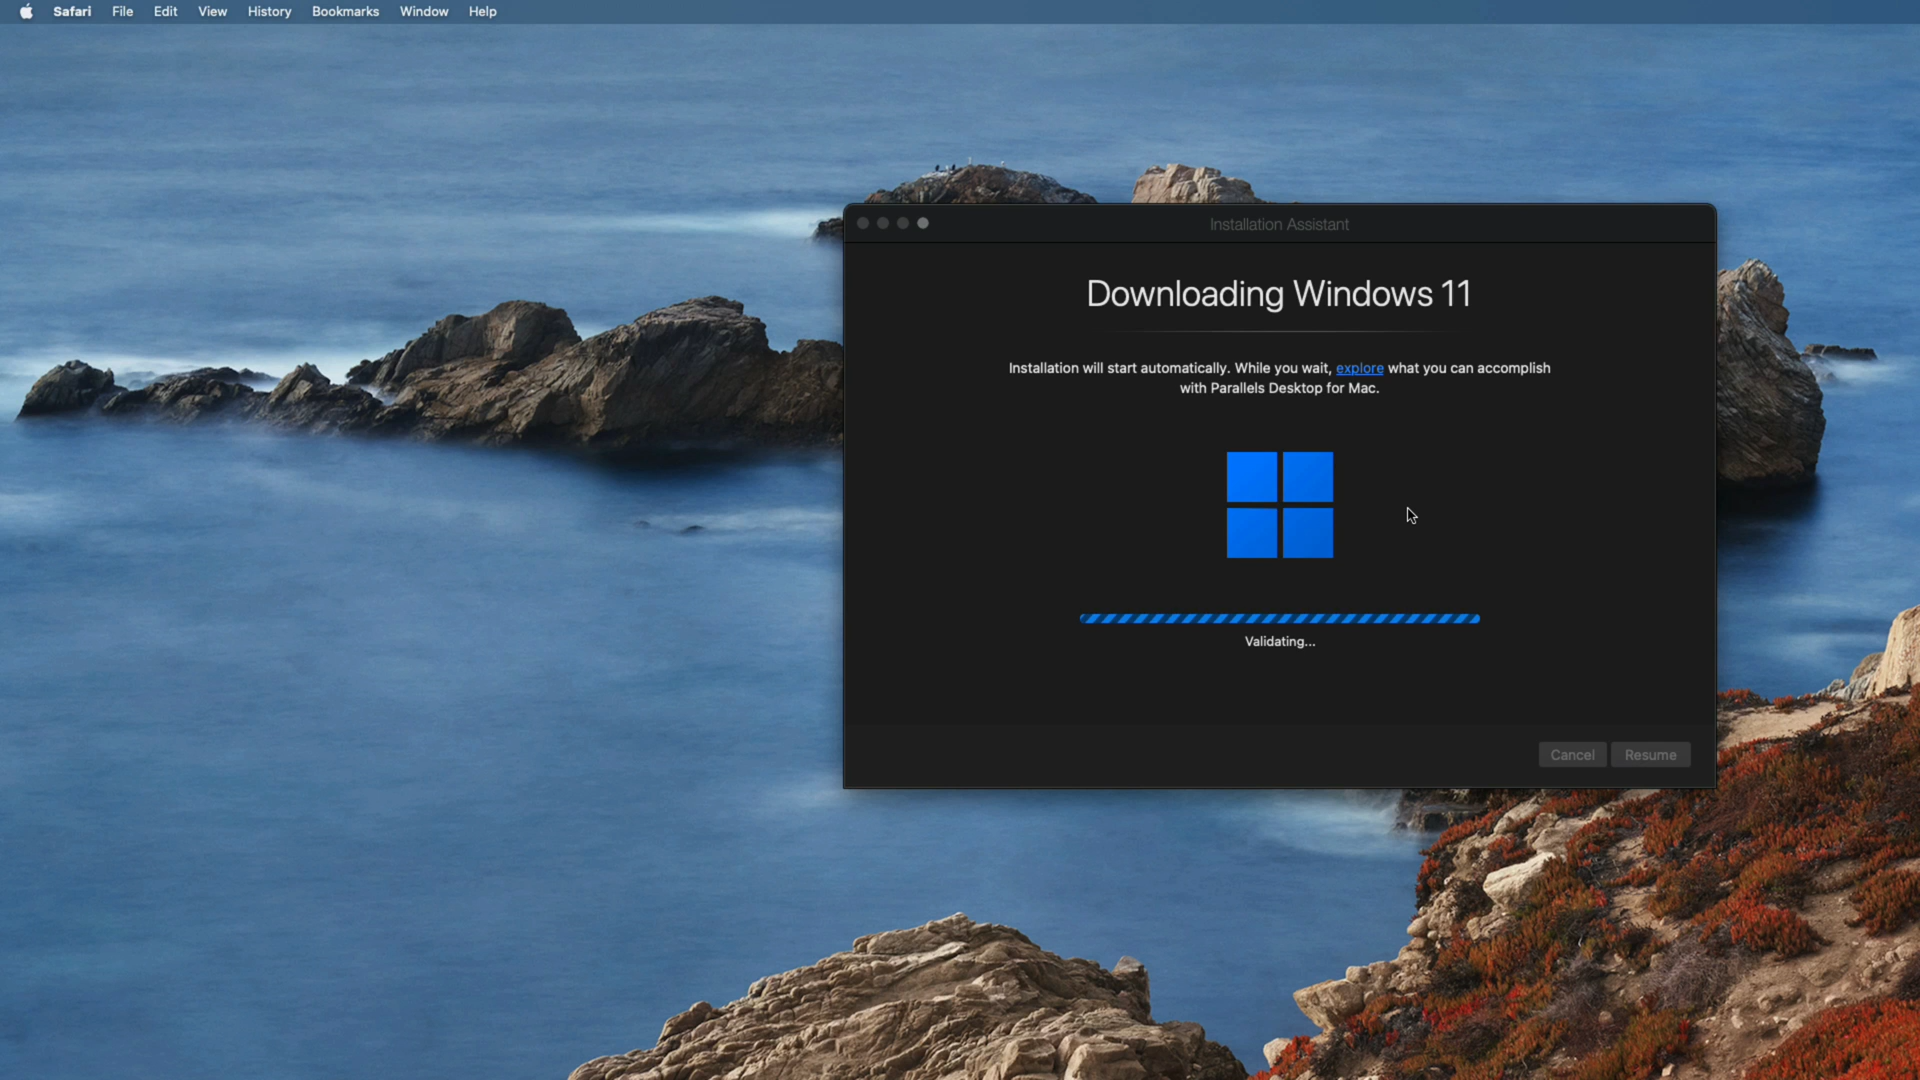 Safari File Edit View History Bookmarks Window Help
Installation Assistant
Downloading Windows 11
Installation will start automatically. While you wait, explore what you can accomplish
with Parallels Desktop for Mac.
Validating...
Cancel Resume